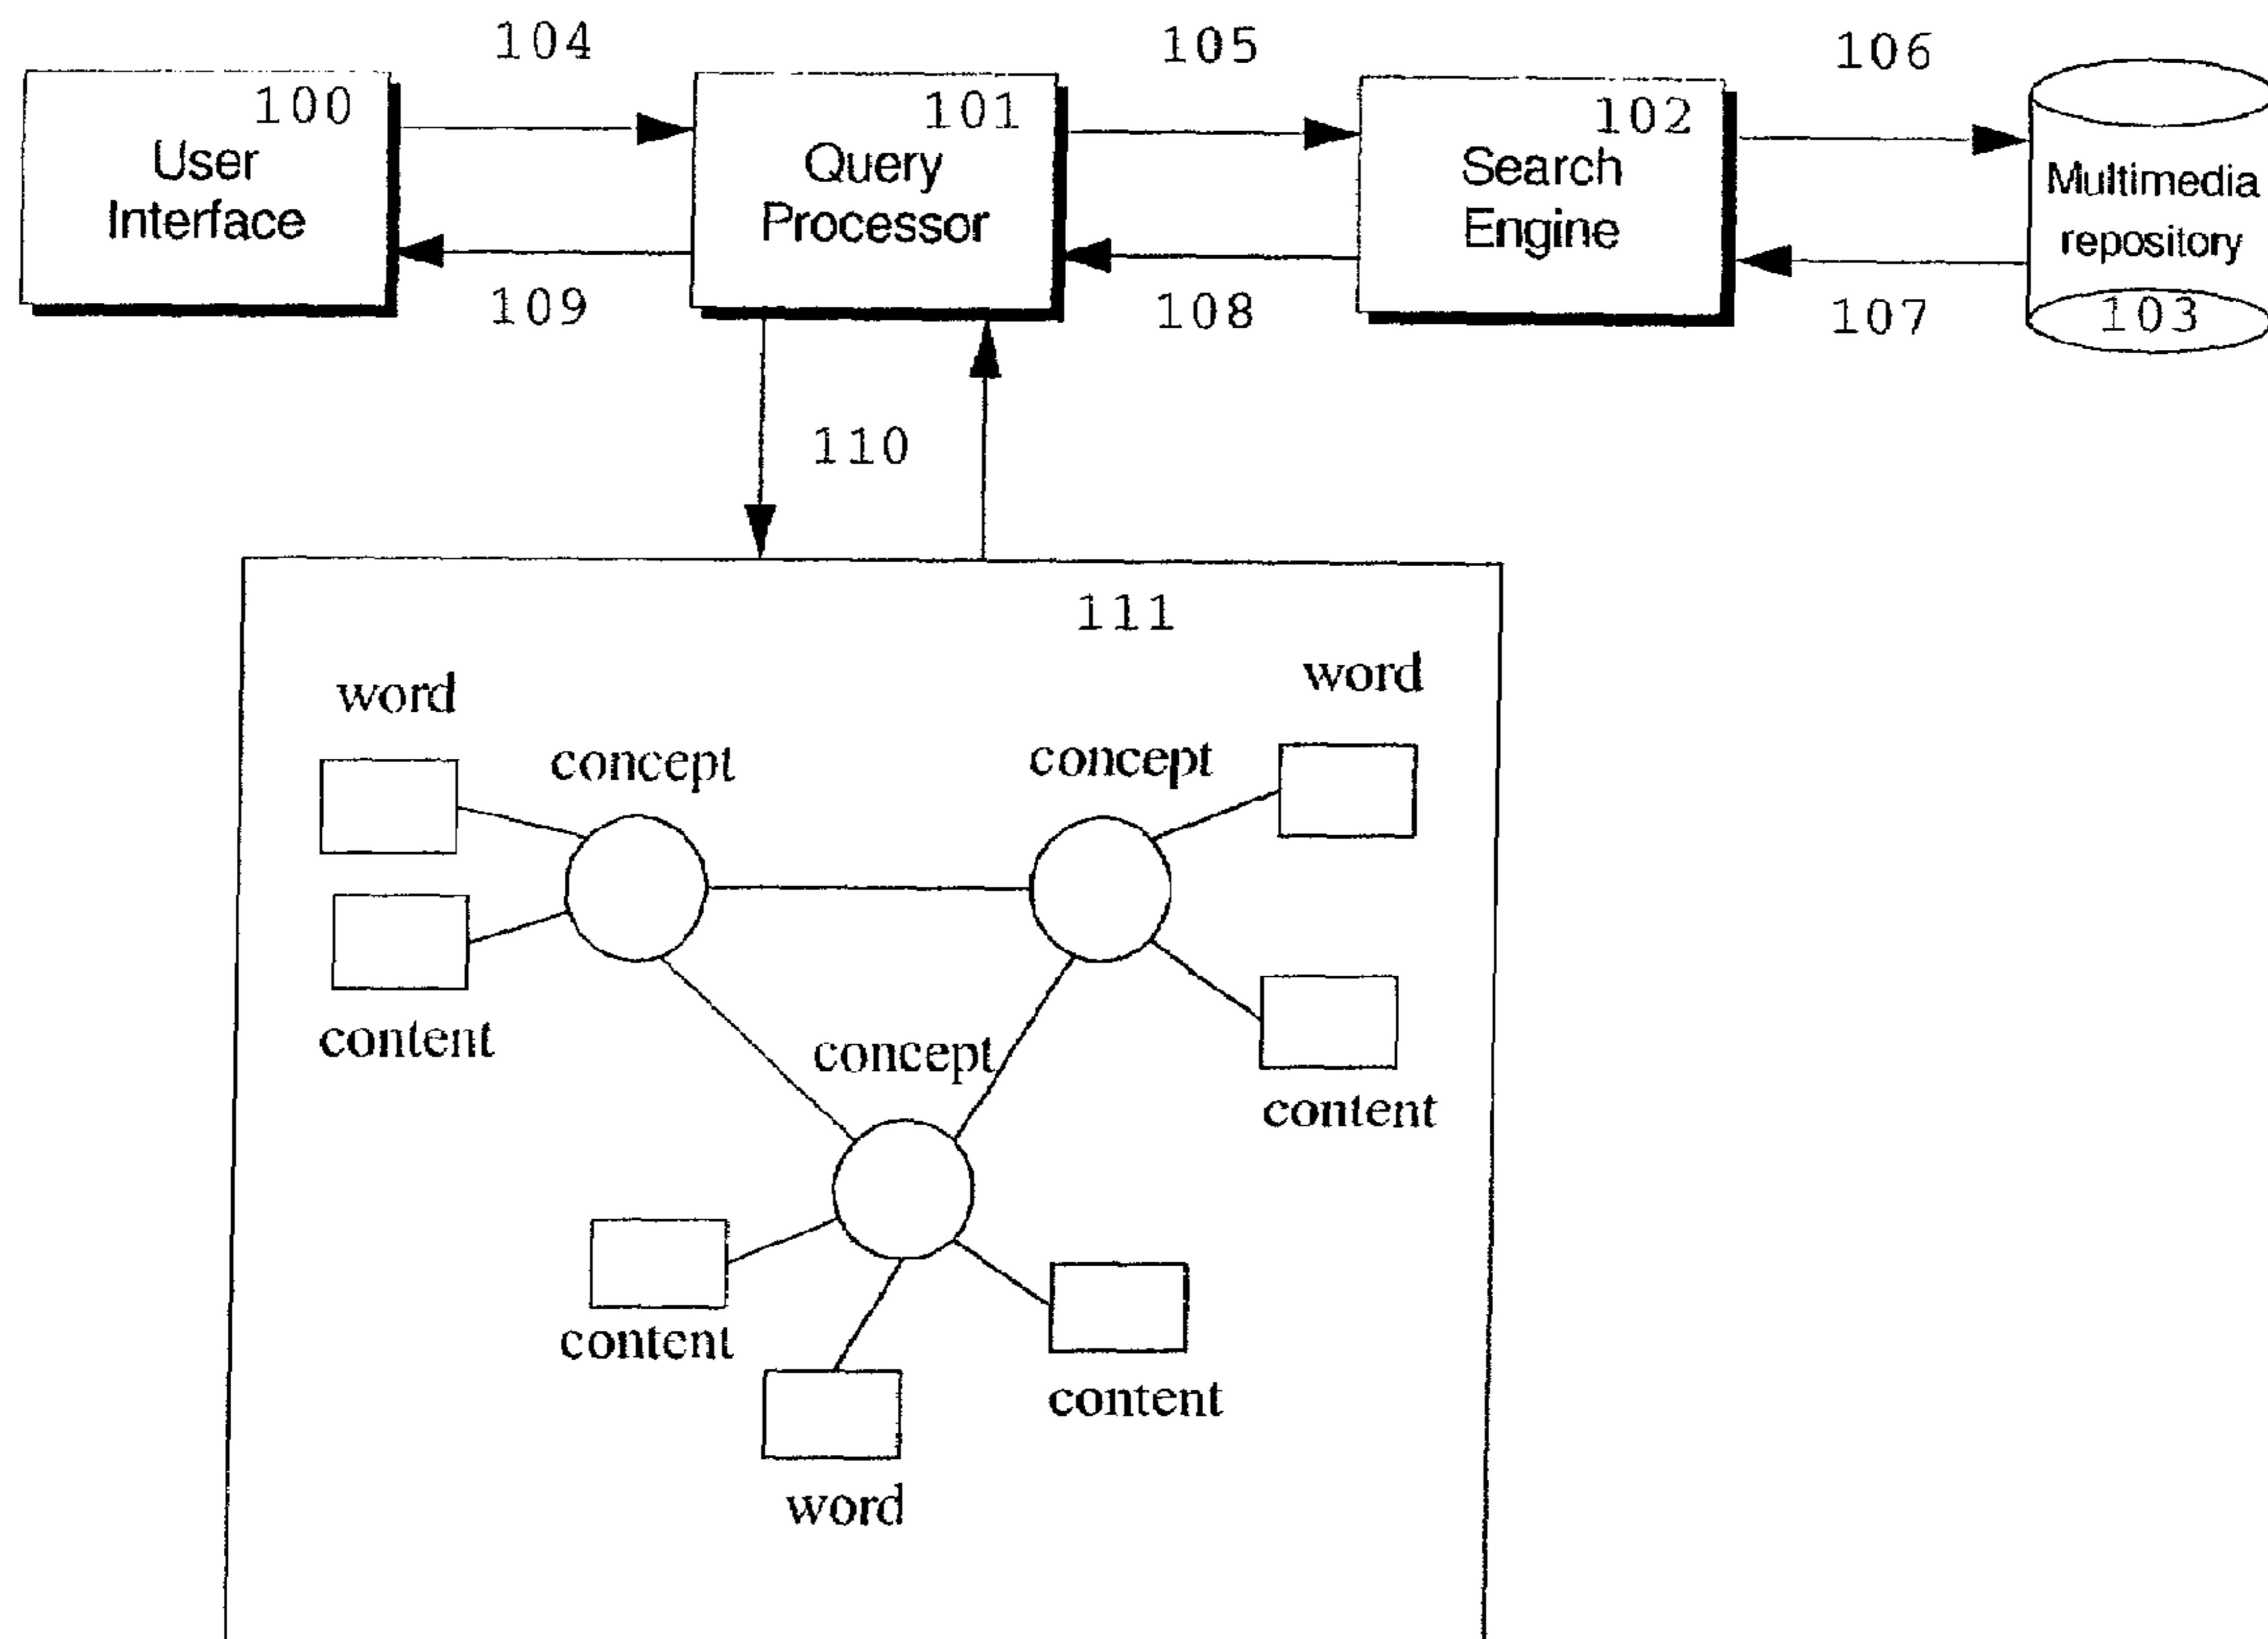 104
105
106
100
User
Interface
101
Query
Processor
102
Search
Engine
Multimedia
repository
103
109
108
107
110
111
word
word
concept
concept
content
concept
content
content
content
word